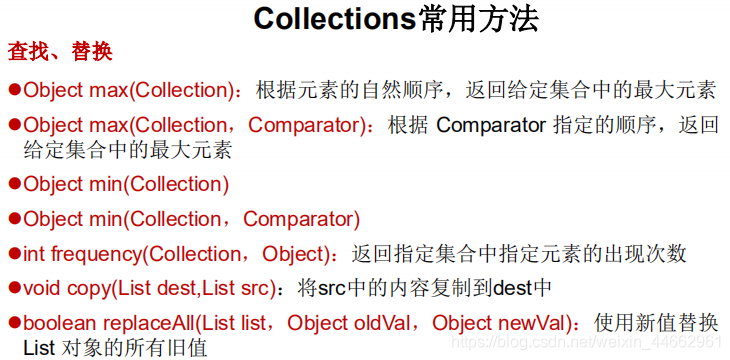 Collections常用方法
查找、替换
●Object max(Collection)：根据元素的自然顺序，返回给定集合中的最大元素
●Object max(Collection，Comparator)：根据 Comparator 指定的顺序，返回
给定集合中的最大元素
●Object min(Collection)
●Object min(Collection，Comparator)
●int frequency(Collection，Object)：返回指定集合中指定元素的出现次数
●void copy(List dest,List src)：将src中的内容复制到dest中
●boolean replaceAll(List list，Object oldVal，Object newVal)：使用新值替换
List 对象的所有旧值
https://blog.csdn.net/weixin_44662961